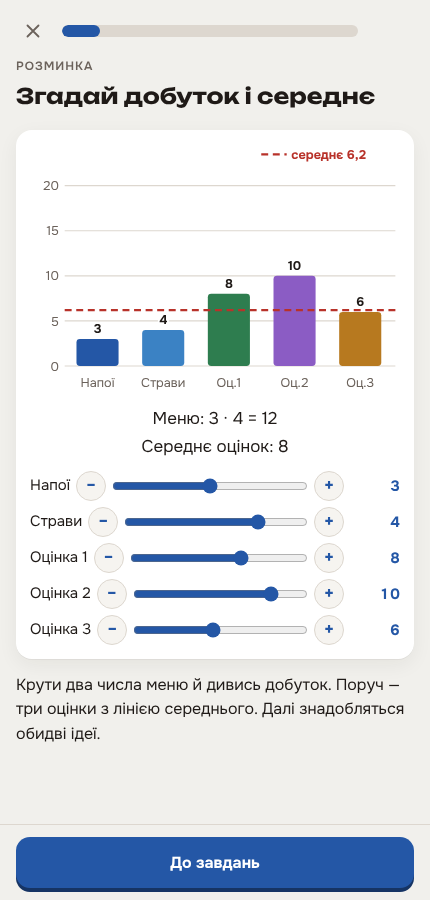 РОЗМИНКА
Згадай добуток і середнє
середнє 6,2
20
15
10
5
0
3
4
8
10
6
Напої Страви Оц.1 Оц.2 Оц.3
Меню: 3 · 4 = 12
Середнє оцінок: 8
Напої − + 3
Страви − + 4
Оцінка 1 − + 8
Оцінка 2 − + 10
Оцінка 3 − + 6
Крути два числа меню й дивись добуток. Поруч —
три оцінки з лінією середнього. Далі знадобляться
обидві ідеї.
До завдань